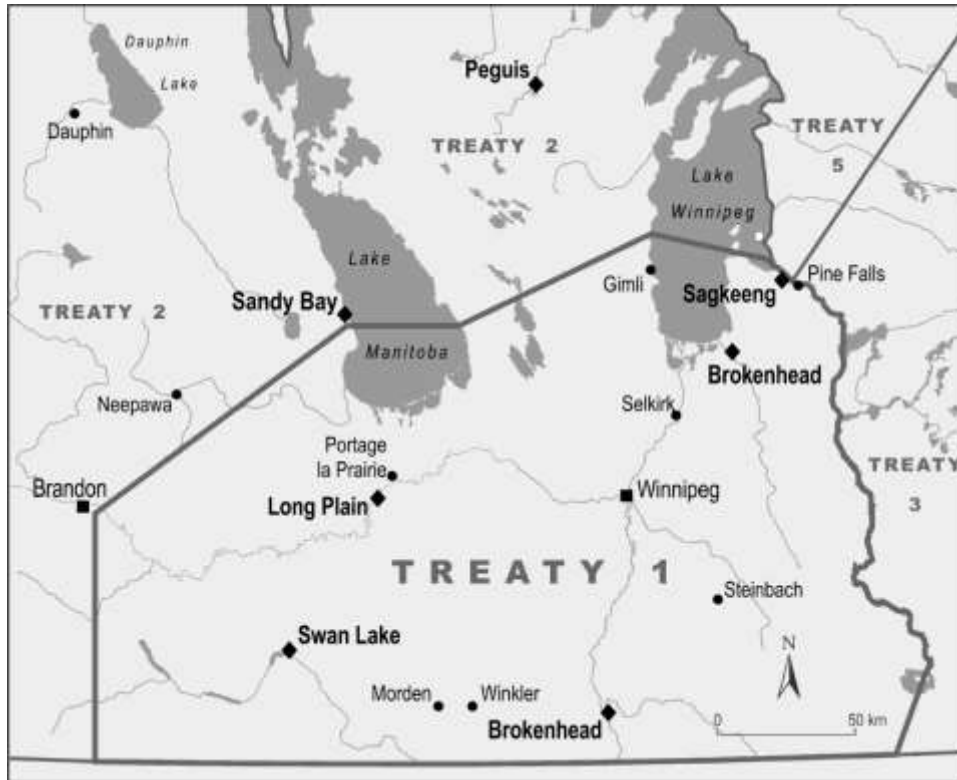 Dauphin
Lake
Peguis
Dauphin
TREATY 2
TREATY
5
Lake
Winnipeg
Lake
Gimli
Sagkeeng
Pine Falls
Sandy Bay
TREATY 2
Manitoba
Brokenhead
Neepawa
Selkirk
Portage
la Prairie
TREATY
3
Brandon
Long Plain
Winnipeg
TREATY 1
Steinbach
Swan Lake
N
Morden
Winkler
Brokenhead
0
50 km